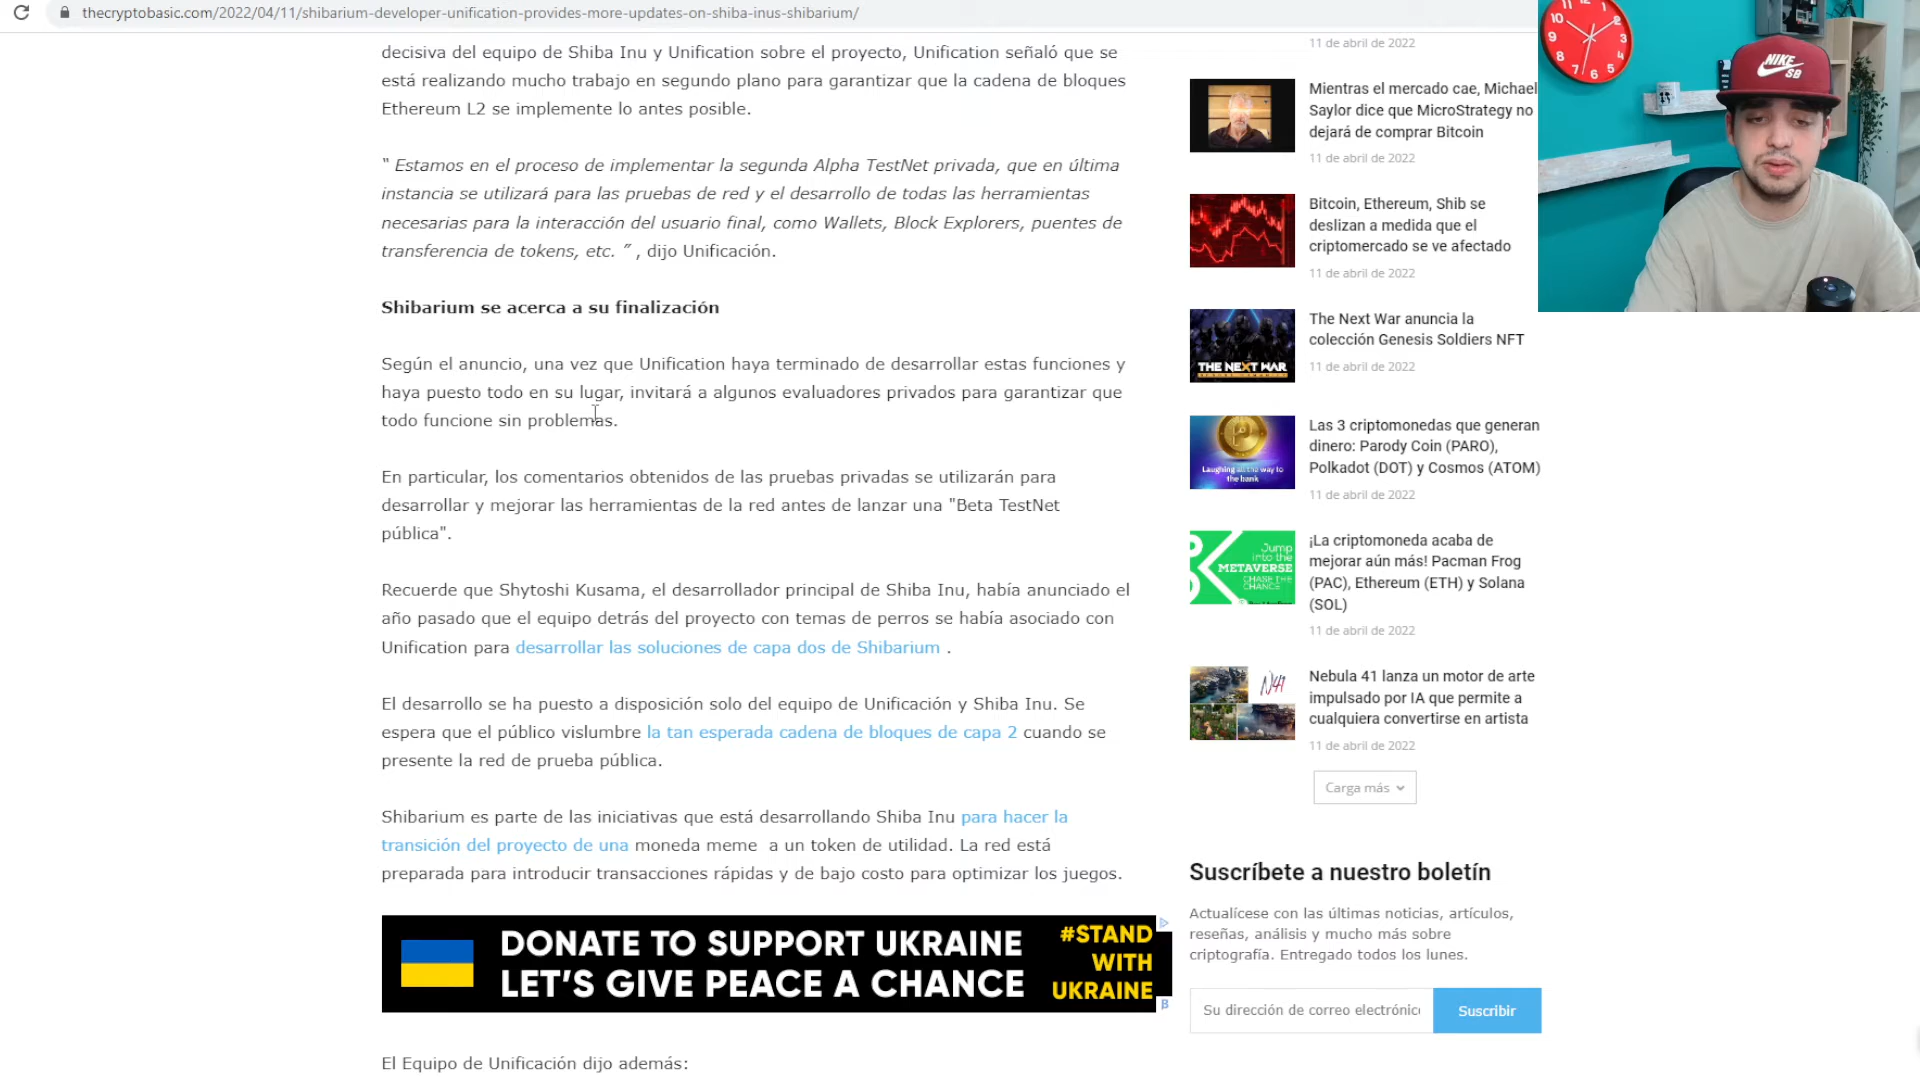 thecryptobasic.com/2022/04/11/shibarium-developer-unification-provides-more-updates-on-shiba-inus-shibarium/
decisiva del equipo de Shiba Inu y Unification sobre el proyecto, Unification señaló que se
está realizando mucho trabajo en segundo plano para garantizar que la cadena de bloques
Ethereum L2 se implemente lo antes posible.
“ Estamos en el proceso de implementar la segunda Alpha TestNet privada, que en última
instancia se utilizará para las pruebas de red y el desarrollo de todas las herramientas
necesarias para la interacción del usuario final, como Wallets, Block Explorers, puentes de
transferencia de tokens, etc. ” , dijo Unificación.
Shibarium se acerca a su finalización
Según el anuncio, una vez que Unification haya terminado de desarrollar estas funciones y
haya puesto todo en su lugar, invitará a algunos evaluadores privados para garantizar que
todo funcione sin problemas.
En particular, los comentarios obtenidos de las pruebas privadas se utilizarán para
desarrollar y mejorar las herramientas de la red antes de lanzar una "Beta TestNet
pública".
Recuerde que Shytoshi Kusama, el desarrollador principal de Shiba Inu, había anunciado el
año pasado que el equipo detrás del proyecto con temas de perros se había asociado con
Unification para desarrollar las soluciones de capa dos de Shibarium .
El desarrollo se ha puesto a disposición solo del equipo de Unificación y Shiba Inu. Se
espera que el público vislumbre la tan esperada cadena de bloques de capa 2 cuando se
presente la red de prueba pública.
Shibarium es parte de las iniciativas que está desarrollando Shiba Inu para hacer la
transición del proyecto de una moneda meme a un token de utilidad. La red está
preparada para introducir transacciones rápidas y de bajo costo para optimizar los juegos.
DONATE TO SUPPORT UKRAINE
LET'S GIVE PEACE A CHANCE
#STAND
WITH
UKRAINE
El Equipo de Unificación dijo además:
11 de abril de 2022
Mientras el mercado cae, Michael
Saylor dice que MicroStrategy no
dejará de comprar Bitcoin
11 de abril de 2022
Bitcoin, Ethereum, Shib se
deslizan a medida que el
criptomercado se ve afectado
11 de abril de 2022
THE NEXT WAR
The Next War anuncia la
colección Genesis Soldiers NFT
11 de abril de 2022
Laughing all the way to
the bank
Las 3 criptomonedas que generan
dinero: Parody Coin (PARO),
Polkadot (DOT) y Cosmos (ATOM)
11 de abril de 2022
Jump
into the
METAVERSE
CHASE THE
CHANCE
¡La criptomoneda acaba de
mejorar aún más! Pacman Frog
(PAC), Ethereum (ETH) y Solana
(SOL)
11 de abril de 2022
N41
Nebula 41 lanza un motor de arte
impulsado por IA que permite a
cualquiera convertirse en artista
11 de abril de 2022
Carga más
Suscríbete a nuestro boletín
Actualícese con las últimas noticias, artículos,
reseñas, análisis y mucho más sobre
criptografía. Entregado todos los lunes.
Su dirección de correo electrónic
Suscribir
NIKE
SB